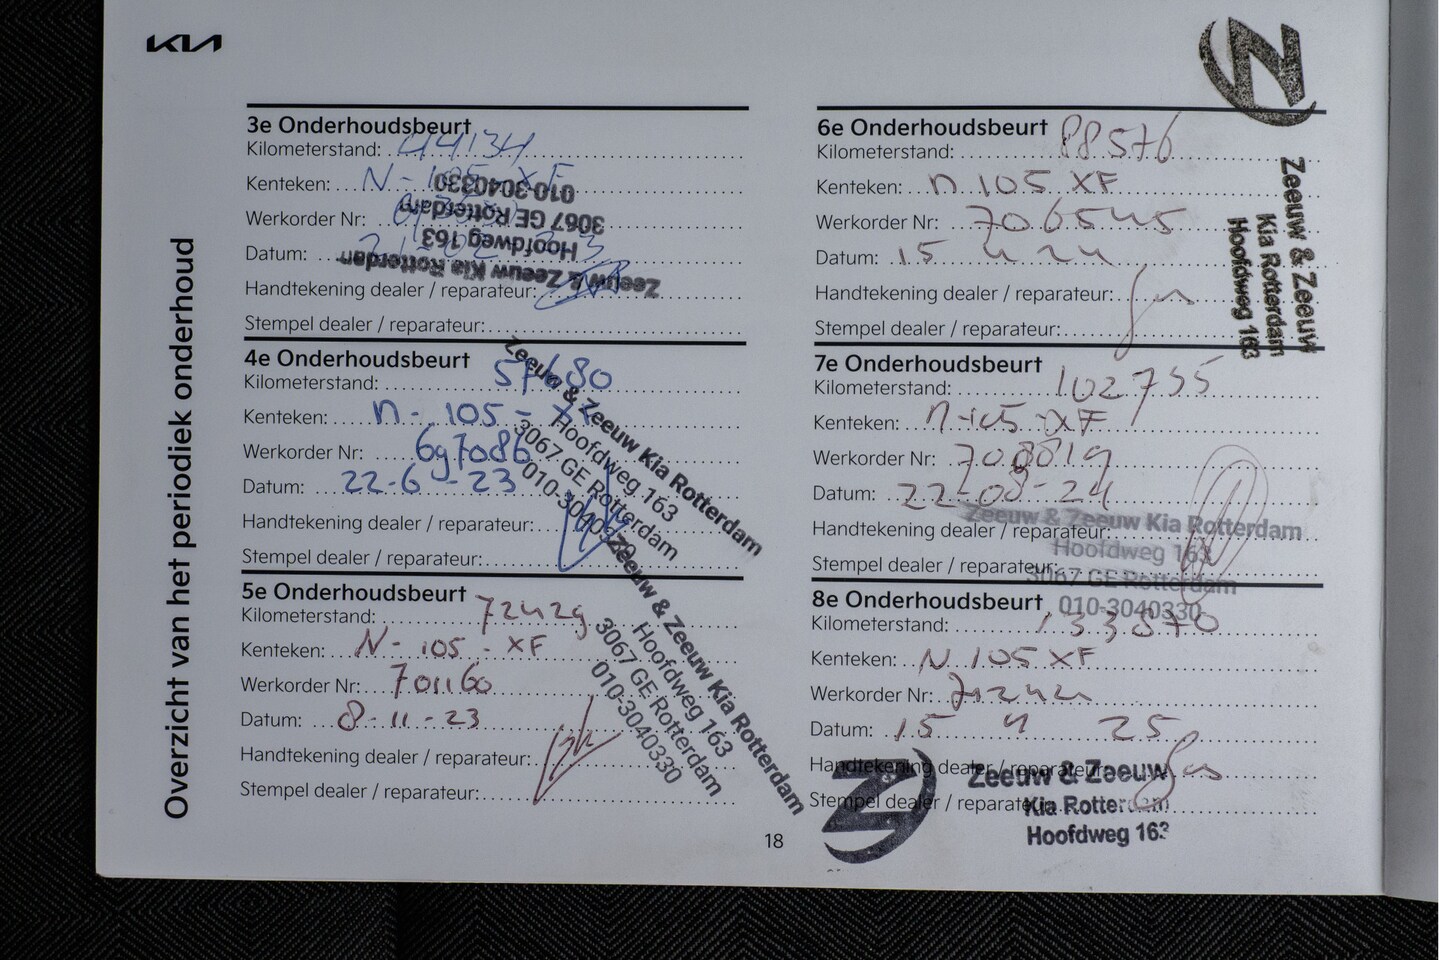 KIA
Overzicht van het periodiek onderhoud
3e Onderhoudsbeurt
Kilometerstand: 44134
Kenteken: N-105-XF
Werkorder Nr:
Datum:
Handtekening dealer / reparateur:
Stempel dealer / reparateur:
010-3040330
3067 GE Rotterdam
Hoofdweg 163
Zeeuw & Zeeuw Kia Rotterdam
4e Onderhoudsbeurt
Kilometerstand:
Kenteken: n-105-XF
Werkorder Nr: 697086
Datum: 22-6-23
Handtekening dealer / reparateur:
Stempel dealer / reparateur:
Zeeuw & Zeeuw Kia Rotterdam
Hoofdweg 163
3067 GE Rotterdam
010-3040330
5e Onderhoudsbeurt
Kilometerstand: 72429
Kenteken: N-105-XF
Werkorder Nr: 701160
Datum: 8-11-23
Handtekening dealer / reparateur:
Stempel dealer / reparateur:
Zeeuw & Zeeuw Kia Rotterdam
Hoofdweg 163
3067 GE Rotterdam
010-3040330
6e Onderhoudsbeurt
Kilometerstand: 88576
Kenteken: n 105 XF
Werkorder Nr: 706545
Datum: 15 4 24
Handtekening dealer / reparateur:
Stempel dealer / reparateur:
Z
Zeeuw & Zeeuw
Kia Rotterdam
Hoofdweg 163
7e Onderhoudsbeurt
Kilometerstand: 102755
Kenteken: n-105-XF
Werkorder Nr: 708819
Datum: 22-08-24
Handtekening dealer / reparateur:
Stempel dealer / reparateur:
Zeeuw & Zeeuw Kia Rotterdam
Hoofdweg 163
3067 GE Rotterdam
010-3040330
8e Onderhoudsbeurt
Kilometerstand: 133870
Kenteken: N 105 XF
Werkorder Nr:
Datum: 15 4 25
Handtekening dealer / reparateur:
Stempel dealer / reparateur:
Z
Zeeuw & Zeeuw
Kia Rotterdam
Hoofdweg 163
18